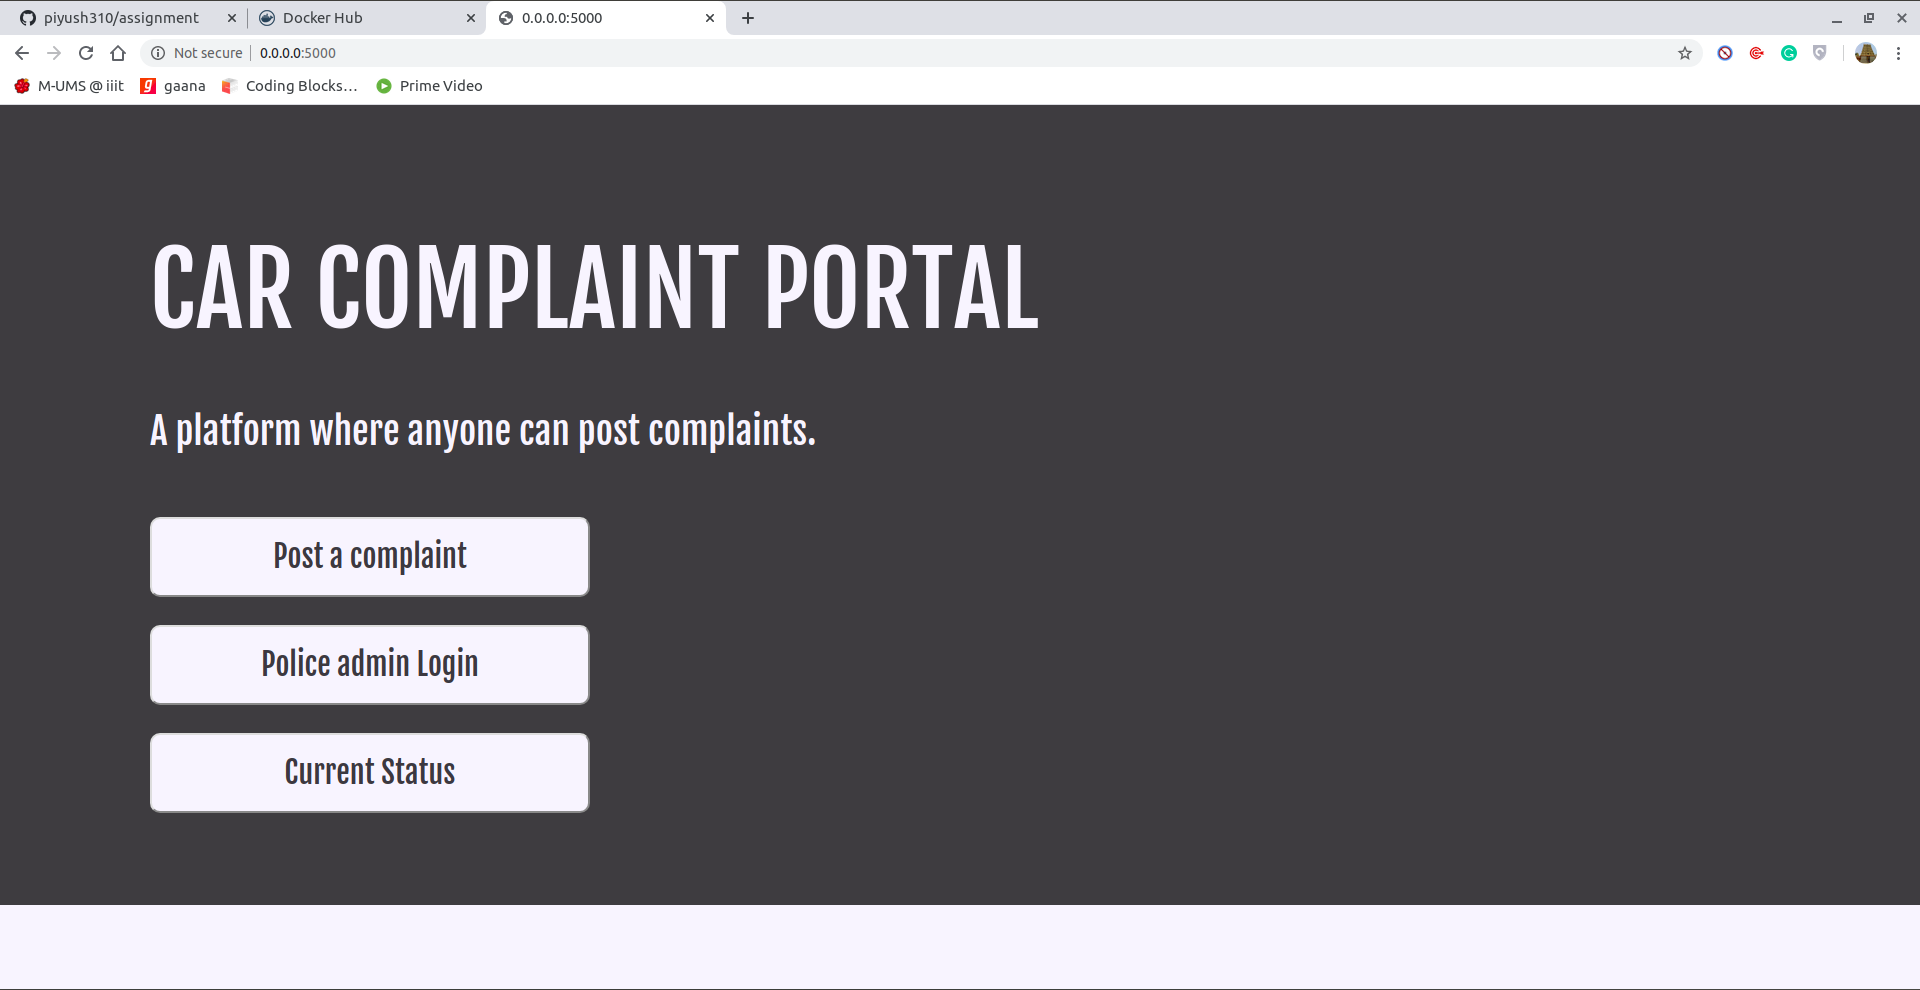 piyush310/assignment
Docker Hub
0.0.0.0:5000
Not secure 0.0.0.0:5000
M-UMS @ iiit gaana Coding Blocks... Prime Video
CAR COMPLAINT PORTAL
A platform where anyone can post complaints.
Post a complaint
Police admin Login
Current Status